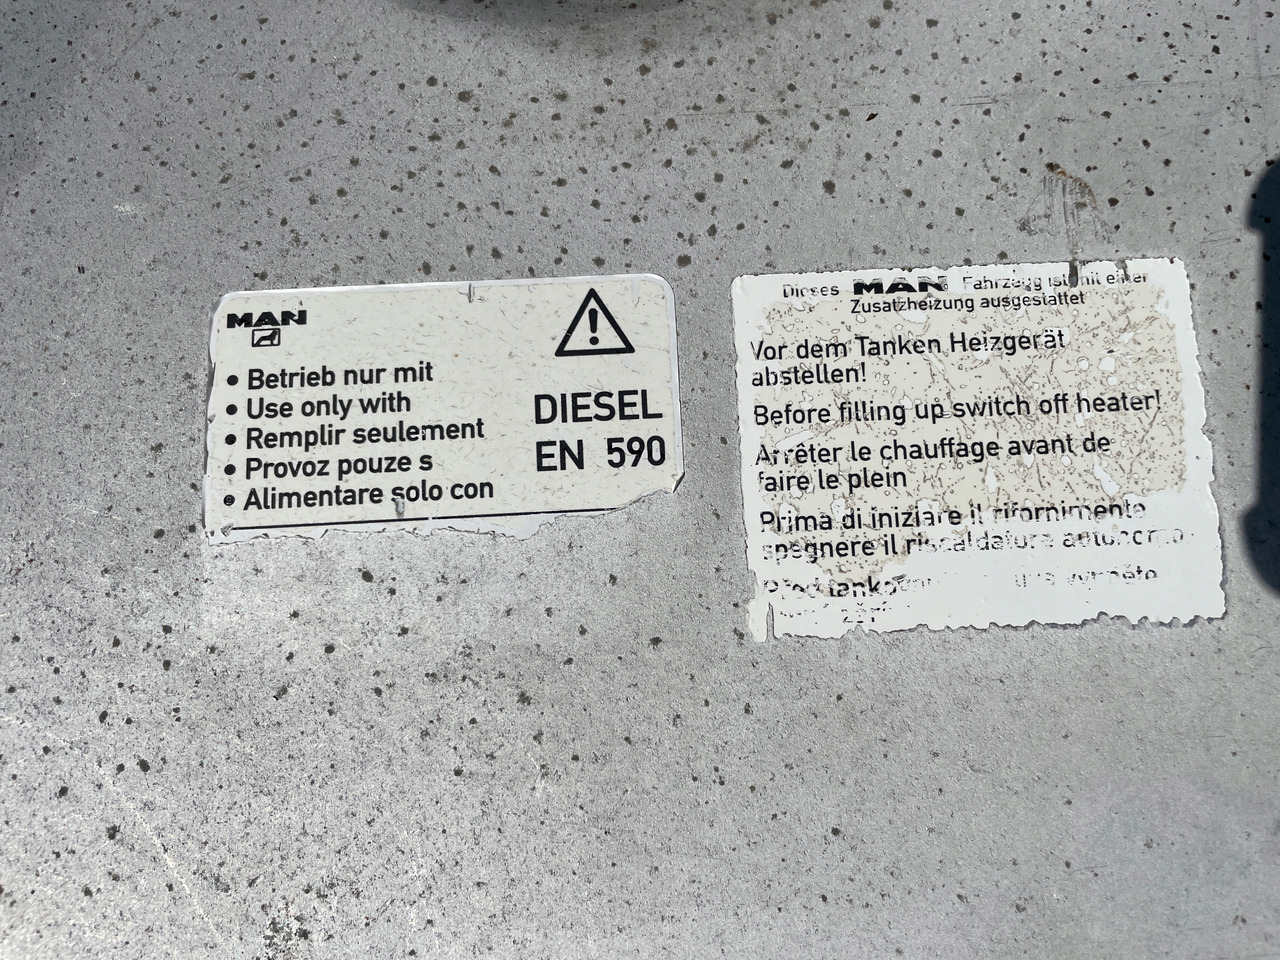 MAN
• Betrieb nur mit
• Use only with
• Remplir seulement
• Provoz pouze s
• Alimentare solo con
DIESEL
EN 590
Dieses MAN Fahrzeug ist mit einer
Zusatzheizung ausgestattet
Vor dem Tanken Heizgerät
abstellen!
Before filling up switch off heater!
Arrêter le chauffage avant de
faire le plein
Prima di iniziare il rifornimento
spegnere il riscaldatore autonomo
Před